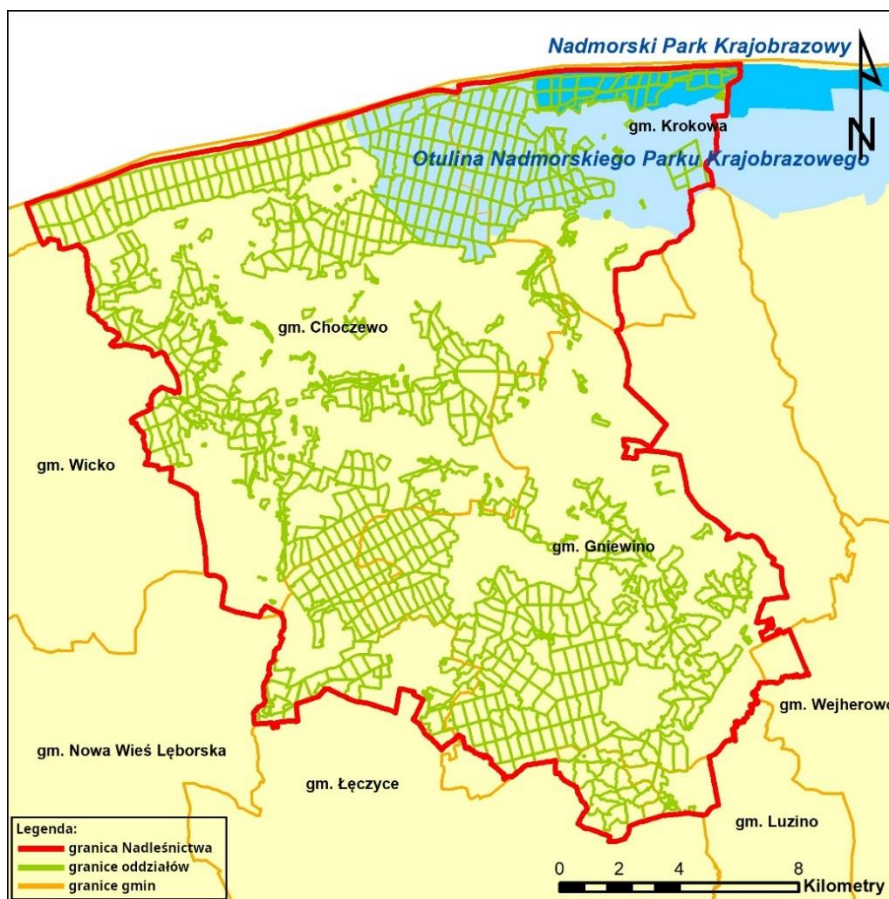 Nadmorski Park Krajobrazowy
N
gm. Krokowa
Otulina Nadmorskiego Parku Krajobrazowego
gm. Choczewo
gm. Wicko
gm. Gniewino
gm. Wejherowo
gm. Nowa Wieś Lęborska
gm. Łęczyce
gm. Luzino
Legenda:
granica Nadleśnictwa
granice oddziałów
granice gmin
0 2 4 8
Kilometry